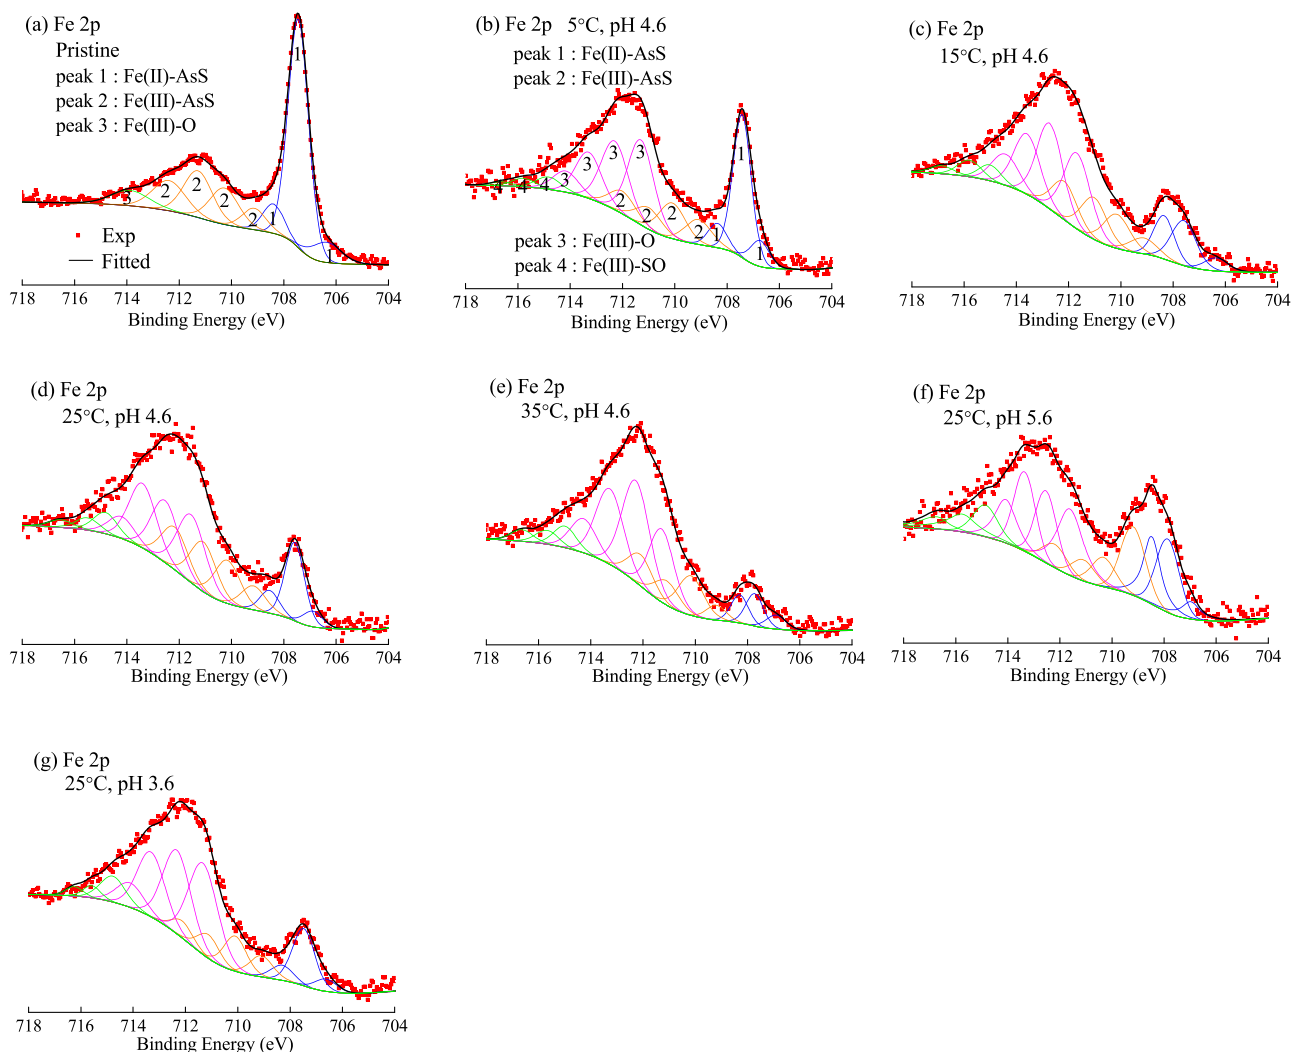 (a) Fe 2p
Pristine
peak 1 : Fe(II)-AsS
peak 2 : Fe(III)-AsS
peak 3 : Fe(III)-O
1
3 2 2 2 2 1 1
Exp
Fitted
718 716 714 712 710 708 706 704
Binding Energy (eV)
(b) Fe 2p 5°C, pH 4.6
peak 1 : Fe(II)-AsS
peak 2 : Fe(III)-AsS
4 4 4 3 3 3 3 1
2 2 2 2 1 1
peak 3 : Fe(III)-O
peak 4 : Fe(III)-SO
718 716 714 712 710 708 706 704
Binding Energy (eV)
(c) Fe 2p
15°C, pH 4.6
718 716 714 712 710 708 706 704
Binding Energy (eV)
(d) Fe 2p
25°C, pH 4.6
718 716 714 712 710 708 706 704
Binding Energy (eV)
(e) Fe 2p
35°C, pH 4.6
718 716 714 712 710 708 706 704
Binding Energy (eV)
(f) Fe 2p
25°C, pH 5.6
718 716 714 712 710 708 706 704
Binding Energy (eV)
(g) Fe 2p
25°C, pH 3.6
718 716 714 712 710 708 706 704
Binding Energy (eV)